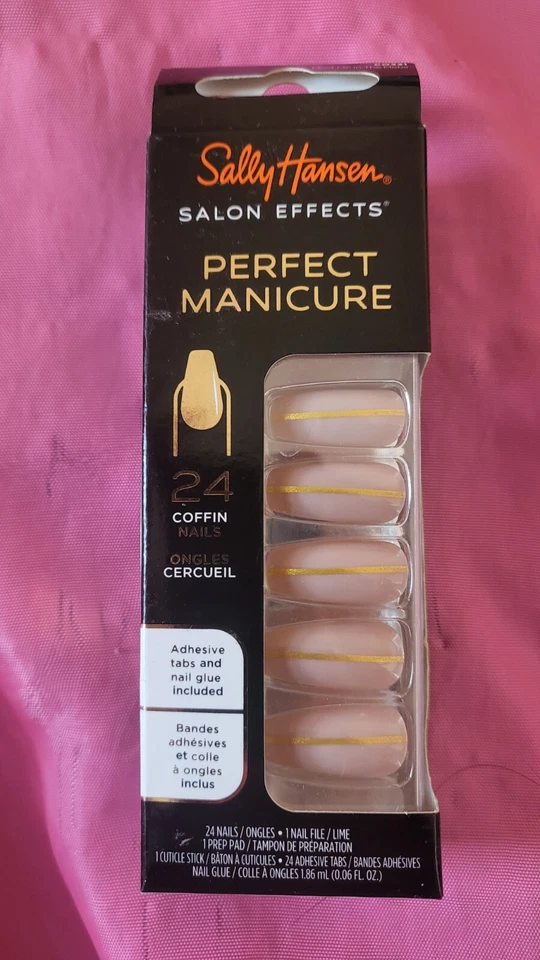 Sally Hansen®
SALON EFFECTS®
PERFECT
MANICURE
24
COFFIN
NAILS
ONGLES
CERCUEIL
Adhesive
tabs and
nail glue
included
Bandes
adhésives
et colle
à ongles
inclus
24 NAILS / ONGLES • 1 NAIL FILE / LIME
1 PREP PAD / TAMPON DE PRÉPARATION
1 CUTICLE STICK / BÂTON À CUTICULES • 24 ADHESIVE TABS / BANDES ADHÉSIVES
NAIL GLUE / COLLE À ONGLES 1.86 mL (0.06 FL. OZ.)